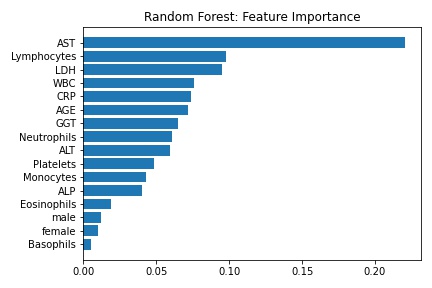 Random Forest: Feature Importance
AST
Lymphocytes
LDH
WBC
CRP
AGE
GGT
Neutrophils
ALT
Platelets
Monocytes
ALP
Eosinophils
male
female
Basophils
0.00 0.05 0.10 0.15 0.20